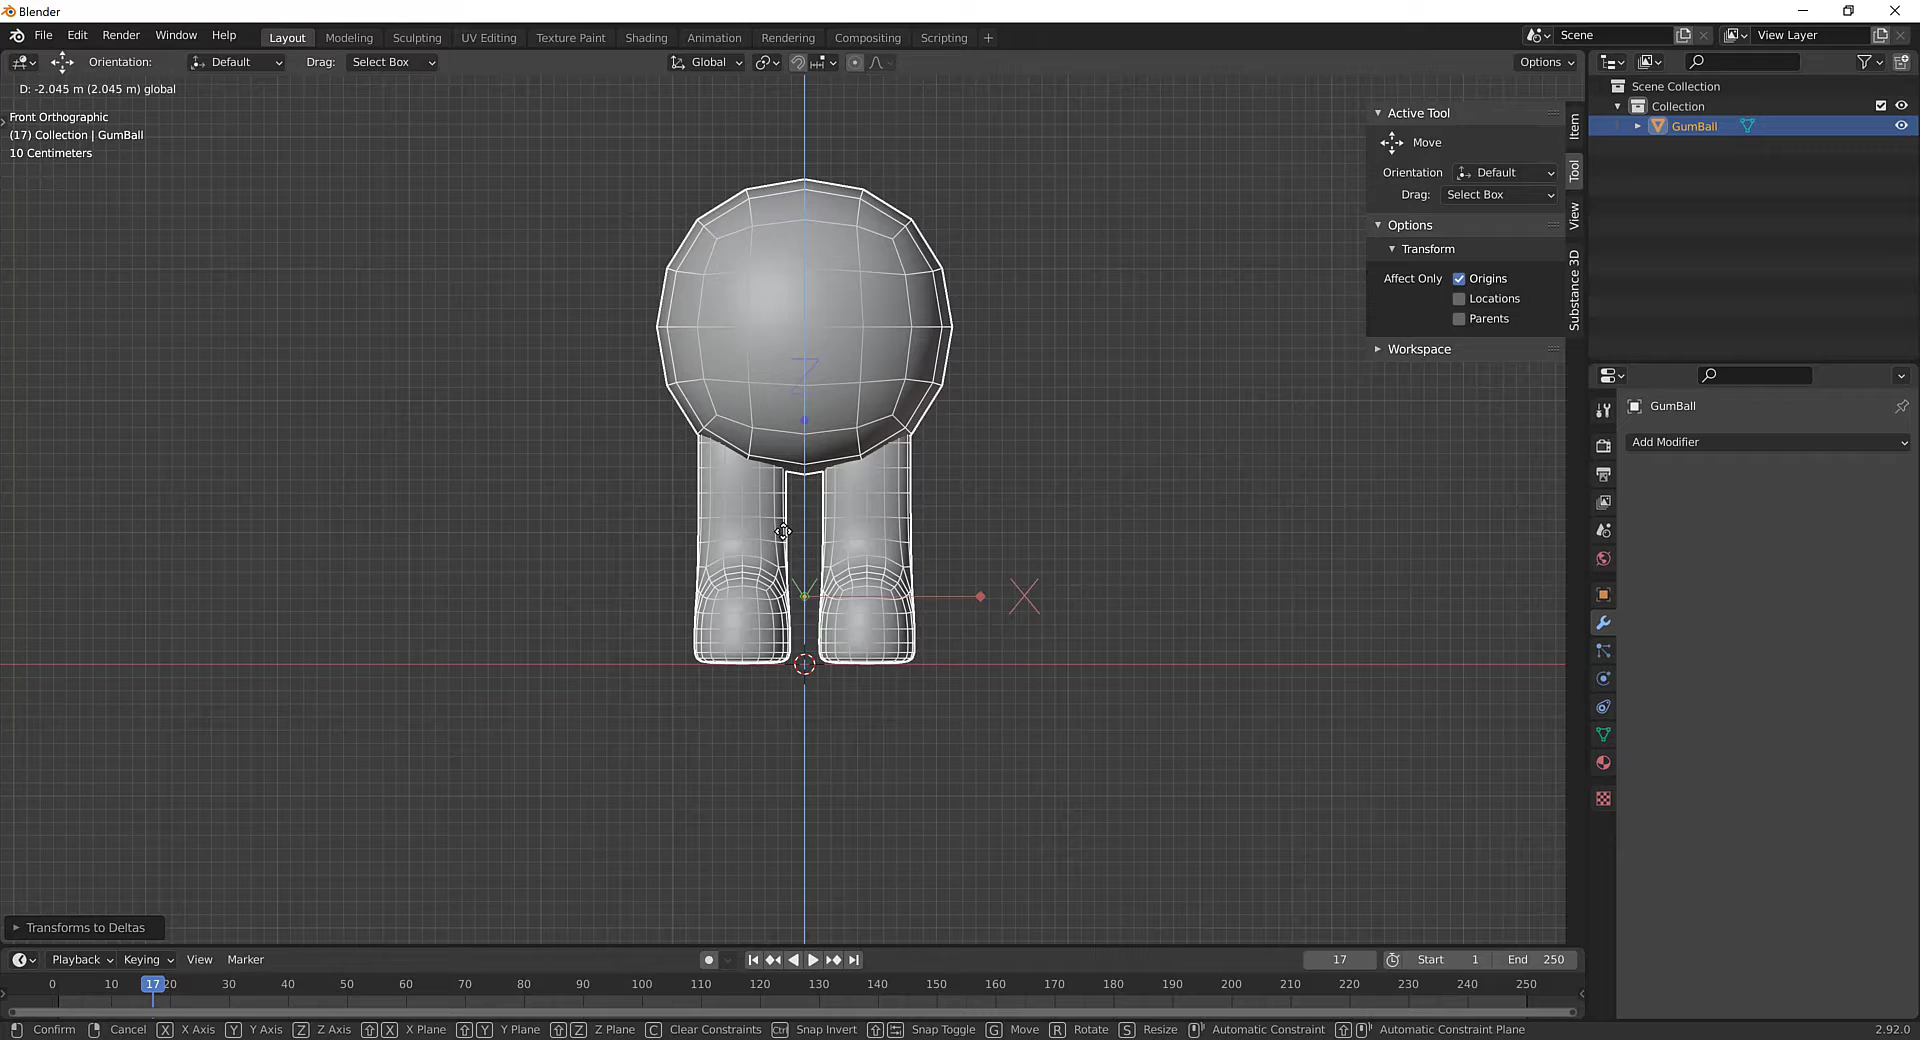 Blender
File Edit Render Window Help Layout Modeling Sculpting UV Editing Texture Paint Shading Animation Rendering Compositing Scripting + Scene View Layer
Orientation: Default Drag: Select Box Global Options
D: -2.045 m (2.045 m) global
Front Orthographic
(17) Collection | GumBall
10 Centimeters
Z
Y
X
Active Tool
Move
Orientation Default
Drag: Select Box
Options
Transform
Affect Only Origins
Locations
Parents
Workspace
Item
Tool
View
Substance 3D
Scene Collection
Collection
GumBall
GumBall
Add Modifier
Transforms to Deltas
Playback Keying View Marker 17 Start 1 End 250
0 10 17 20 30 40 50 60 70 80 90 100 110 120 130 140 150 160 170 180 190 200 210 220 230 240 250
Confirm Cancel X X Axis Y Y Axis Z Z Axis X X Plane Y Y Plane Z Z Plane C Clear Constraints Ctrl Snap Invert Snap Toggle G Move R Rotate S Resize Automatic Constraint Automatic Constraint Plane 2.92.0